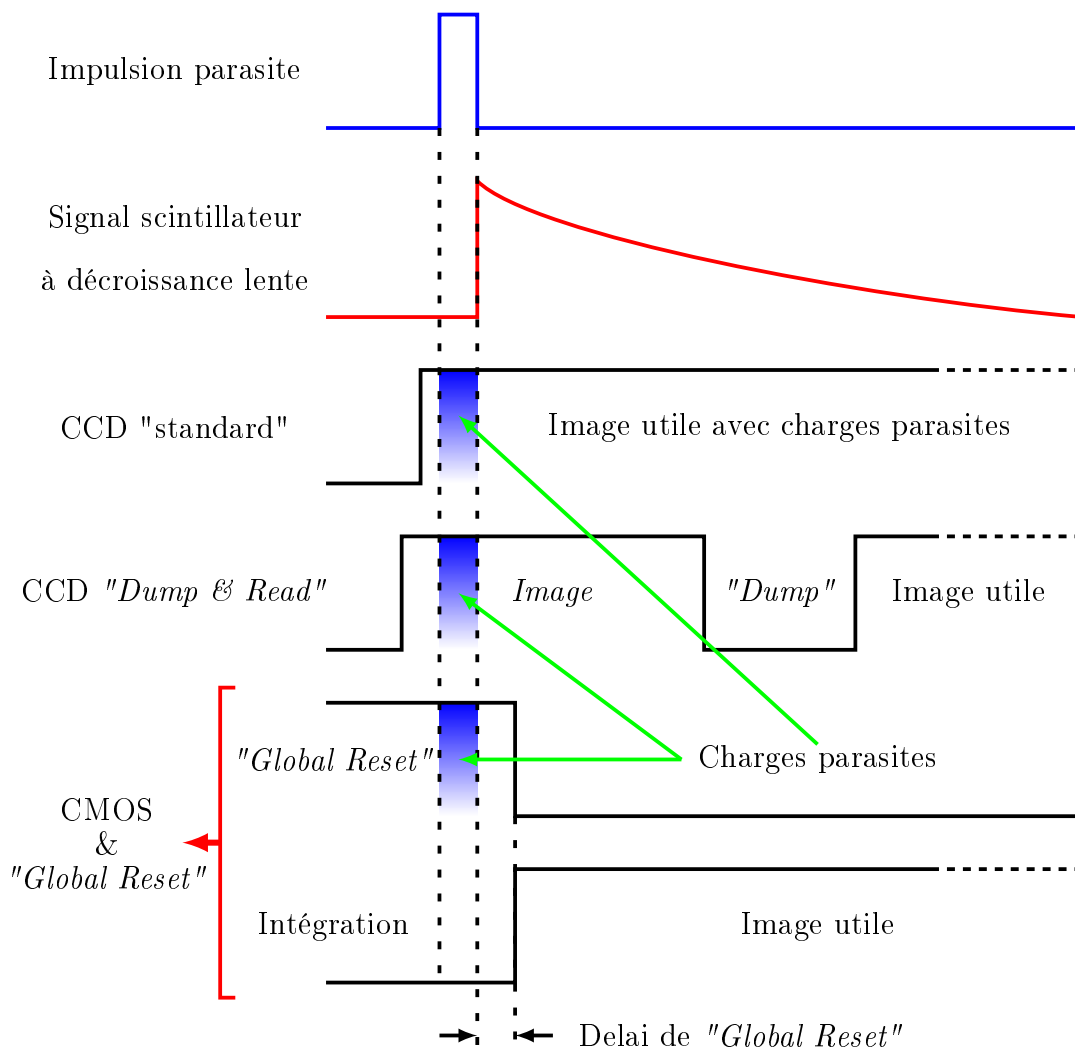 Impulsion parasite
Signal scintillateur
à décroissance lente
CCD "standard"
Image utile avec charges parasites
CCD "Dump & Read"
Image
"Dump"
Image utile
"Global Reset"
Charges parasites
CMOS
&
"Global Reset"
Intégration
Image utile
Delai de "Global Reset"